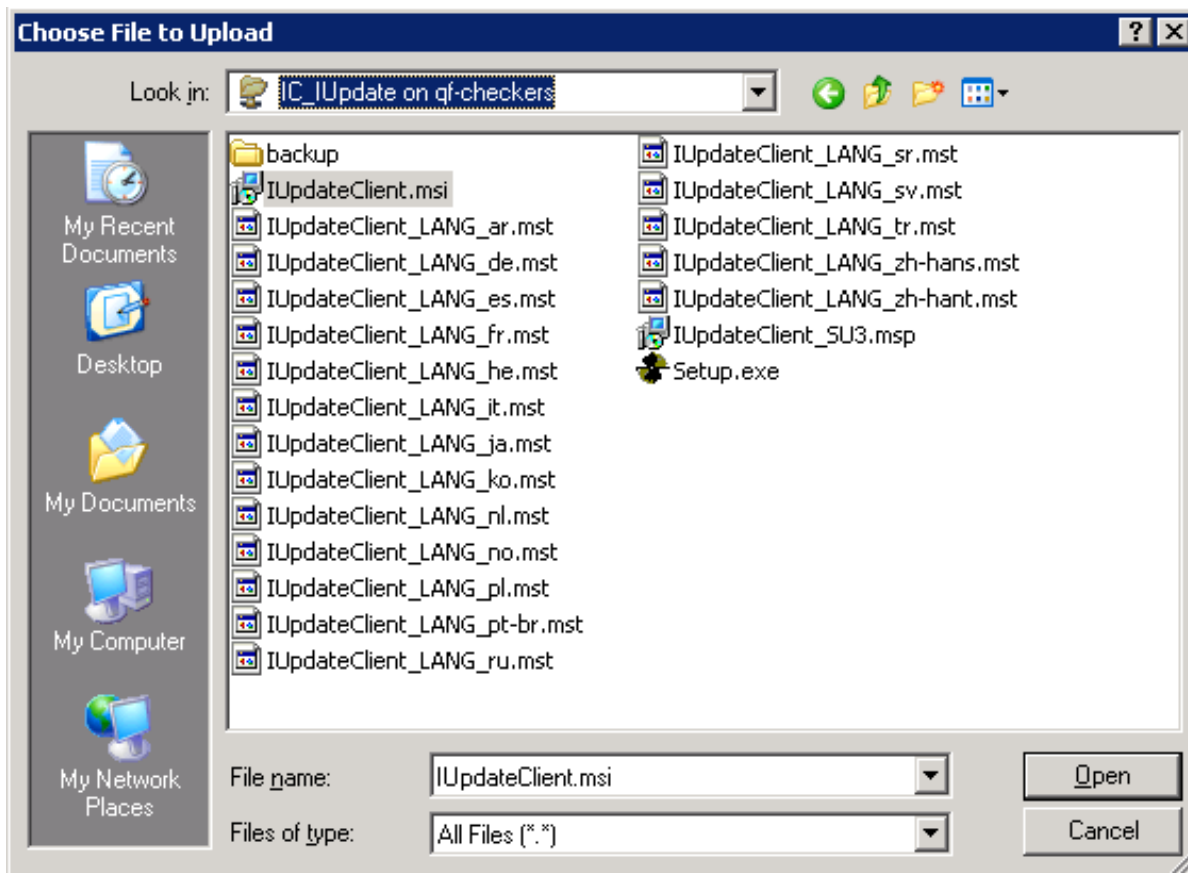 Choose File to Upload
Look in:
IC_IUpdate on qf-checkers
My Recent
Documents
Desktop
My Documents
My Computer
My Network
Places
backup
IUpdateClient.msi
IUpdateClient_LANG_ar.mst
IUpdateClient_LANG_de.mst
IUpdateClient_LANG_es.mst
IUpdateClient_LANG_fr.mst
IUpdateClient_LANG_he.mst
IUpdateClient_LANG_it.mst
IUpdateClient_LANG_ja.mst
IUpdateClient_LANG_ko.mst
IUpdateClient_LANG_nl.mst
IUpdateClient_LANG_no.mst
IUpdateClient_LANG_pl.mst
IUpdateClient_LANG_pt-br.mst
IUpdateClient_LANG_ru.mst
IUpdateClient_LANG_sr.mst
IUpdateClient_LANG_sv.mst
IUpdateClient_LANG_tr.mst
IUpdateClient_LANG_zh-hans.mst
IUpdateClient_LANG_zh-hant.mst
IUpdateClient_SU3.msp
Setup.exe
File name:
IUpdateClient.msi
Open
Files of type:
All Files (*.*)
Cancel